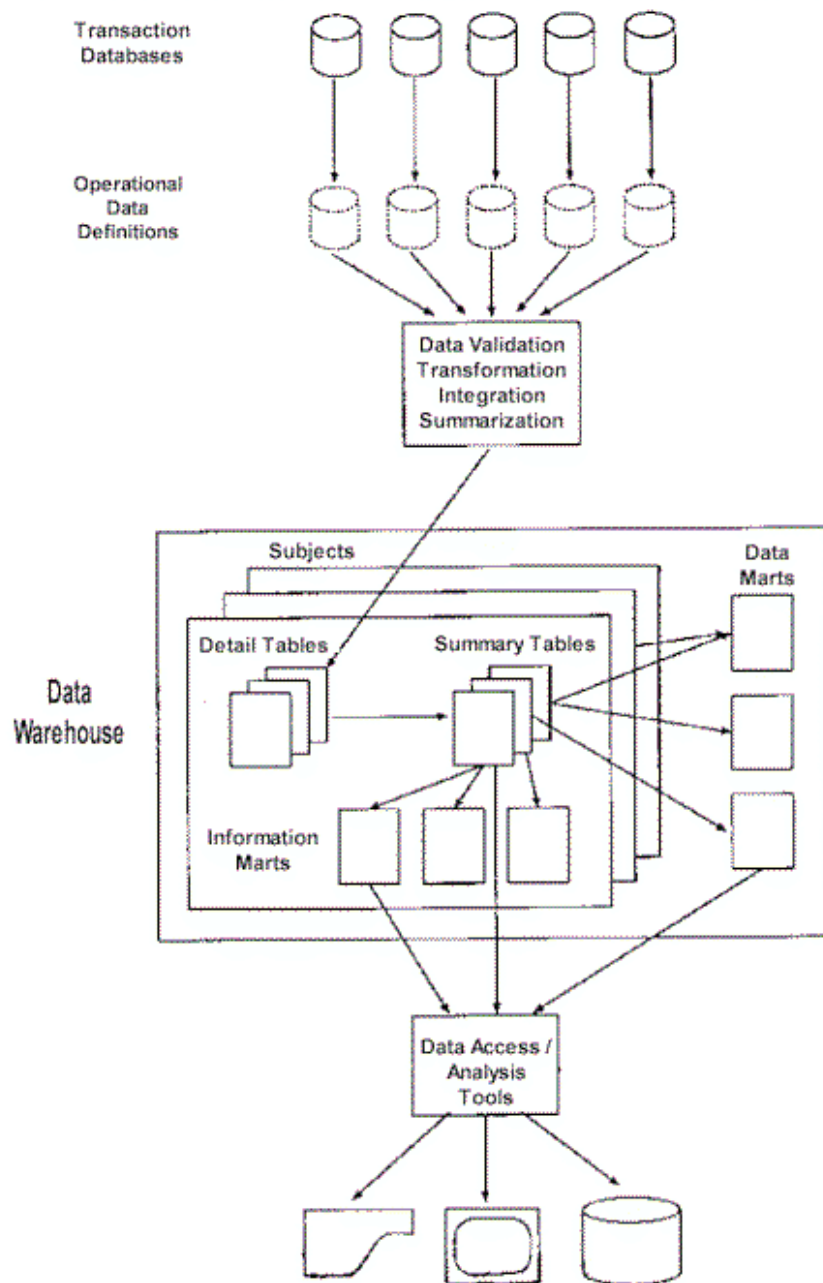 Transaction
Databases
Operational
Data
Definitions
Data Validation
Transformation
Integration
Summarization
Subjects
Data
Marts
Detail Tables
Summary Tables
Data
Warehouse
Information
Marts
Data Access /
Analysis
Tools